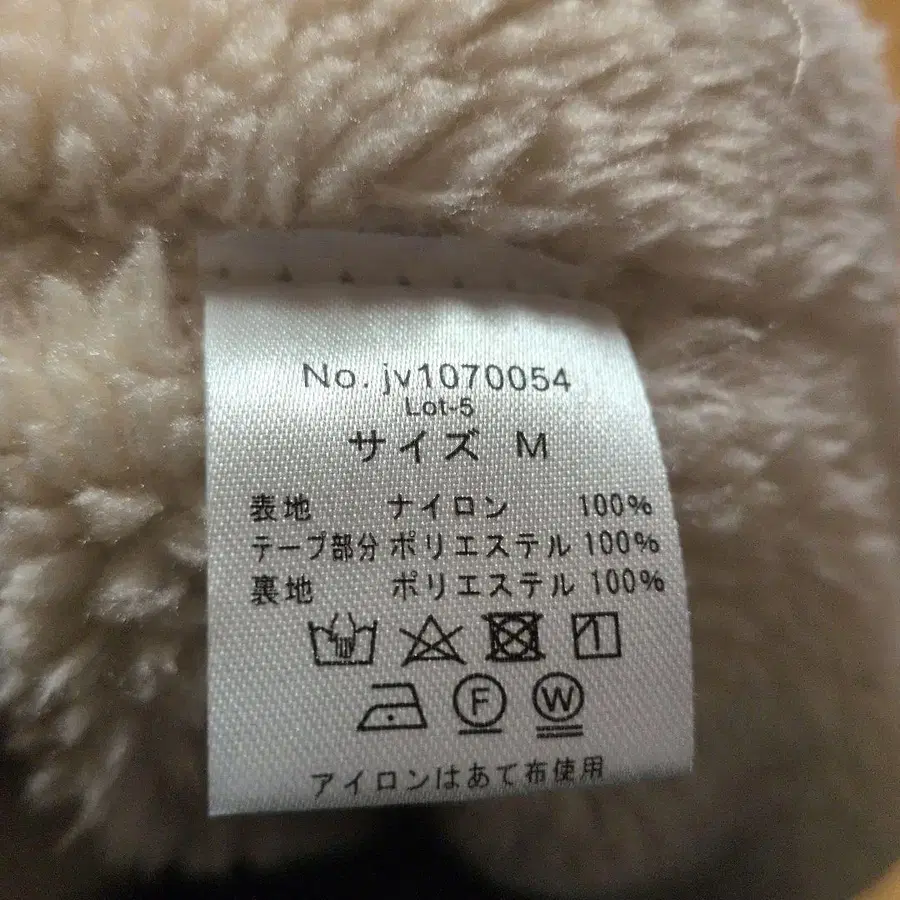 No. jv1070054
Lot-5
サイズ M
表地 ナイロン 100%
テープ部分 ポリエステル 100%
裏地 ポリエステル 100%
F W
アイロンはあて布使用